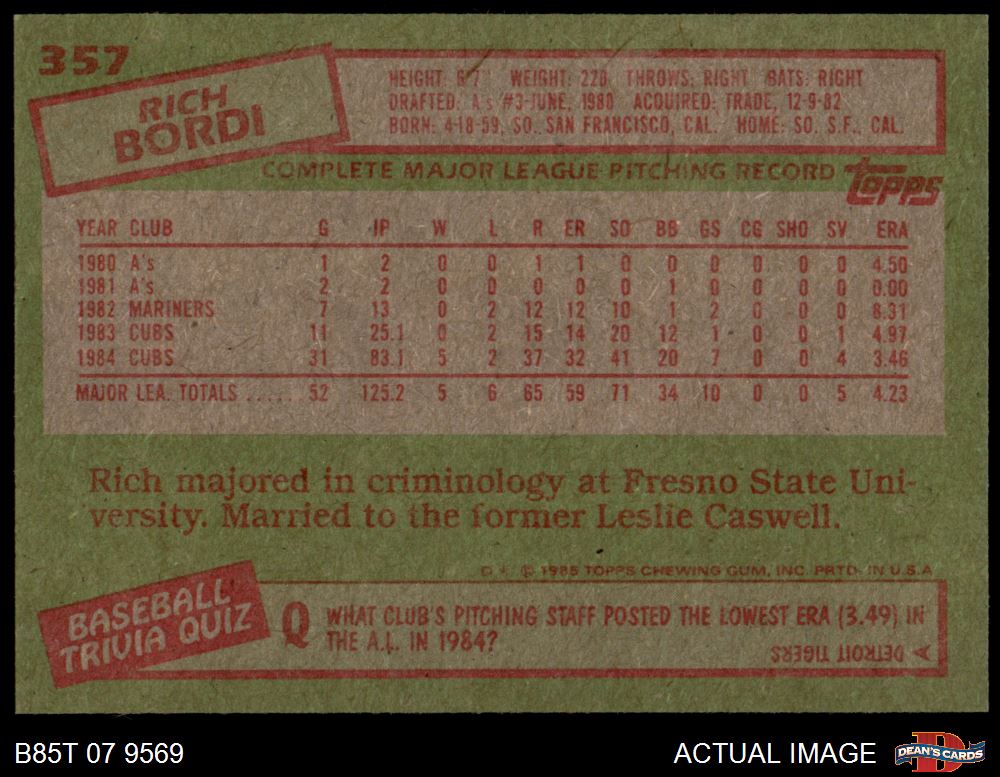 357
RICH
BORDI
HEIGHT: 6'7" WEIGHT: 220 THROWS: RIGHT BATS: RIGHT
DRAFTED: A's #3-JUNE, 1980 ACQUIRED: TRADE, 12-9-82
BORN: 4-18-59, SO. SAN FRANCISCO, CAL. HOME: SO. S.F., CAL.
COMPLETE MAJOR LEAGUE PITCHING RECORD
topps
YEAR CLUB G IP W L R ER SO BB GS CG SHO SV ERA
1980 A's 1 2 0 0 1 1 0 0 0 0 0 0 4.50
1981 A's 2 2 0 0 0 0 0 1 0 0 0 0 0.00
1982 MARINERS 7 13 0 2 12 12 10 1 2 0 0 0 8.31
1983 CUBS 11 25.1 0 2 15 14 20 12 1 0 0 1 4.97
1984 CUBS 31 83.1 5 2 37 32 41 20 7 0 0 4 3.46
MAJOR LEA. TOTALS ...... 52 125.2 5 6 65 59 71 34 10 0 0 5 4.23
Rich majored in criminology at Fresno State Uni-
versity. Married to the former Leslie Caswell.
© 1985 TOPPS CHEWING GUM, INC. PRTD. IN U.S.A
BASEBALL
TRIVIA QUIZ
Q WHAT CLUB'S PITCHING STAFF POSTED THE LOWEST ERA (3.49) IN
THE A.L. IN 1984?
A DETROIT TIGERS
B85T 07 9569
ACTUAL IMAGE
D
DEAN'S CARDS